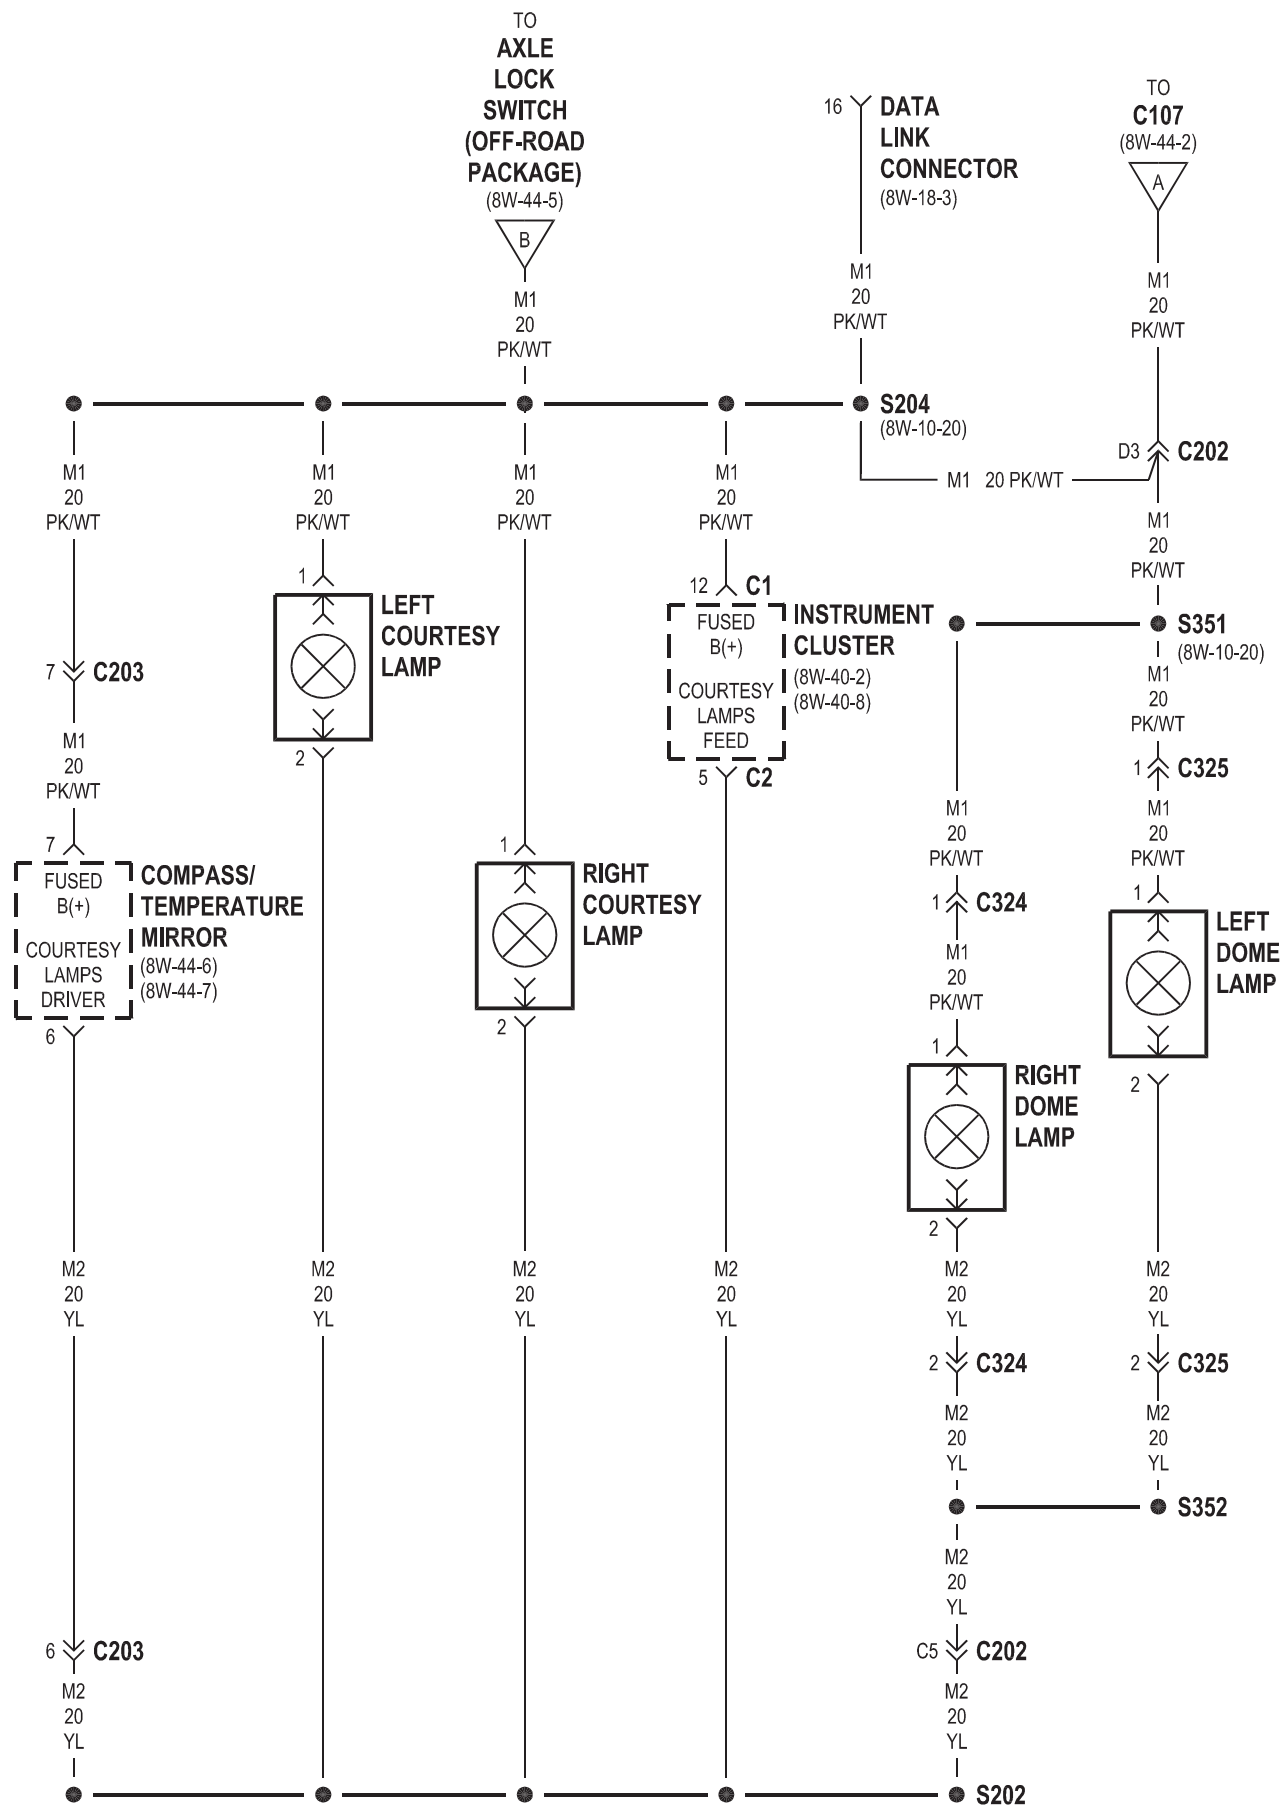 TO
AXLE
LOCK
SWITCH
(OFF-ROAD
PACKAGE)
(8W-44-5)
B
M1
20
PK/WT
16
DATA
LINK
CONNECTOR
(8W-18-3)
M1
20
PK/WT
TO
C107
(8W-44-2)
A
M1
20
PK/WT
S204
(8W-10-20)
D3
C202
M1 20 PK/WT
M1
20
PK/WT
7
C203
M1
20
PK/WT
7
FUSED
B(+)
COURTESY
LAMPS
DRIVER
COMPASS/
TEMPERATURE
MIRROR
(8W-44-6)
(8W-44-7)
6
M2
20
YL
6
C203
M2
20
YL
M1
20
PK/WT
1
LEFT
COURTESY
LAMP
2
M2
20
YL
M1
20
PK/WT
1
RIGHT
COURTESY
LAMP
2
M2
20
YL
M1
20
PK/WT
12
C1
FUSED
B(+)
COURTESY
LAMPS
FEED
INSTRUMENT
CLUSTER
(8W-40-2)
(8W-40-8)
5
C2
M2
20
YL
M1
20
PK/WT
S351
(8W-10-20)
M1
20
PK/WT
1
C325
M1
20
PK/WT
1
LEFT
DOME
LAMP
2
M2
20
YL
2
C325
M2
20
YL
M1
20
PK/WT
1
C324
M1
20
PK/WT
1
RIGHT
DOME
LAMP
2
M2
20
YL
2
C324
M2
20
YL
S352
M2
20
YL
C5
C202
M2
20
YL
S202